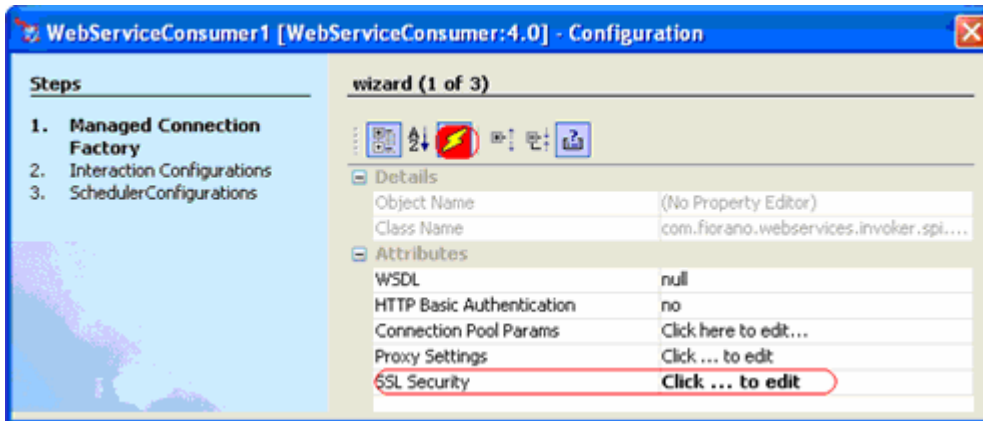 WebServiceConsumer1 [WebServiceConsumer:4.0] - Configuration
Steps
1. Managed Connection
Factory
2. Interaction Configurations
3. SchedulerConfigurations
wizard (1 of 3)
Details
Object Name (No Property Editor)
Class Name com.fiorano.webservices.invoker.spi....
Attributes
WSDL null
HTTP Basic Authentication no
Connection Pool Params Click here to edit...
Proxy Settings Click ... to edit
SSL Security Click ... to edit